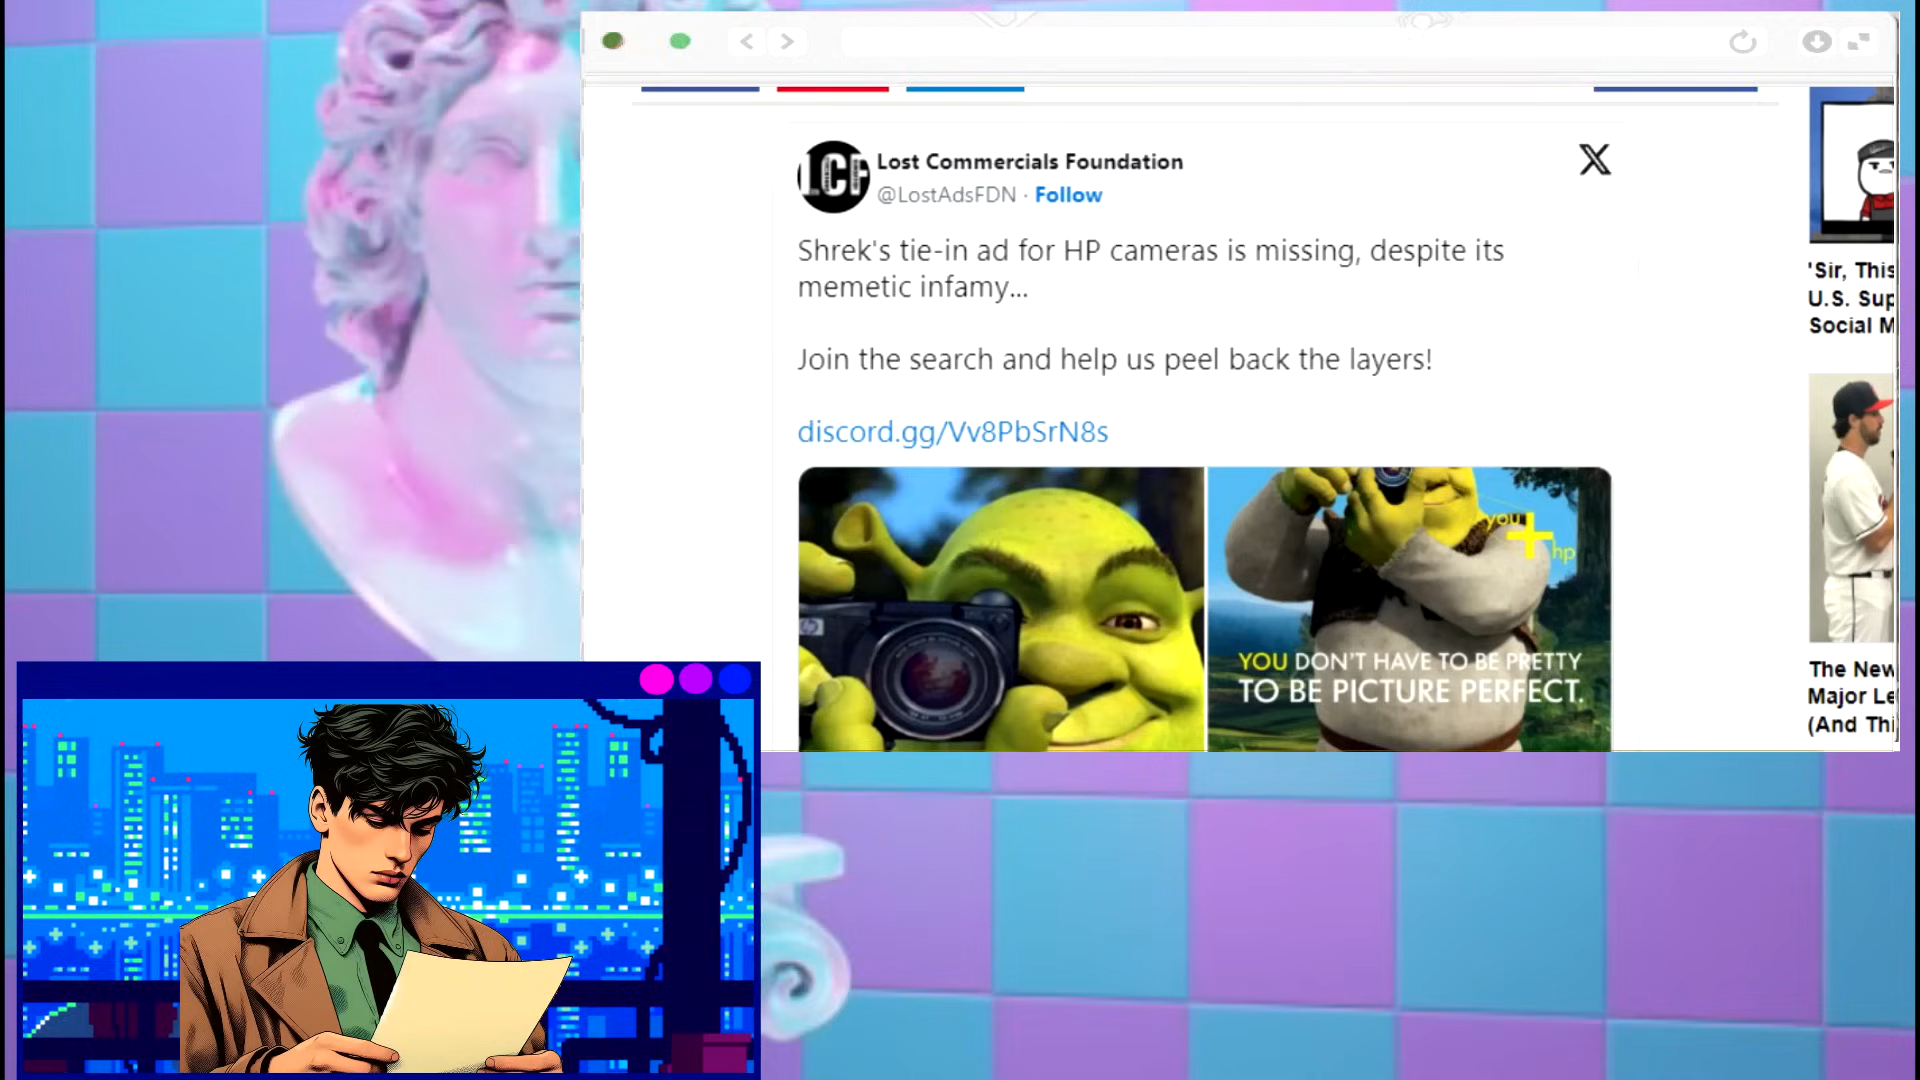 LCF
Lost Commercials Foundation
@LostAdsFDN · Follow
Shrek's tie-in ad for HP cameras is missing, despite its
memetic infamy...
Join the search and help us peel back the layers!
discord.gg/Vv8PbSrN8s
hp
you
+
hp
YOU DON'T HAVE TO BE PRETTY
TO BE PICTURE PERFECT.
'Sir, This
U.S. Sup
Social M
The New
Major Le
(And Thi